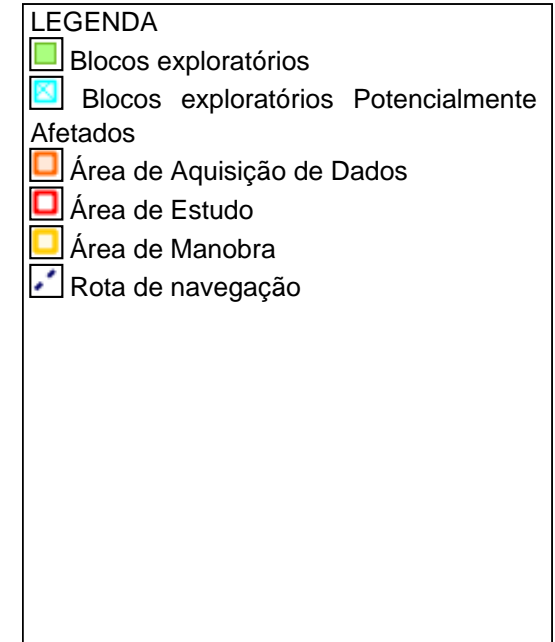 LEGENDA
Blocos exploratórios
Blocos exploratórios Potencialmente
Afetados
Área de Aquisição de Dados
Área de Estudo
Área de Manobra
Rota de navegação